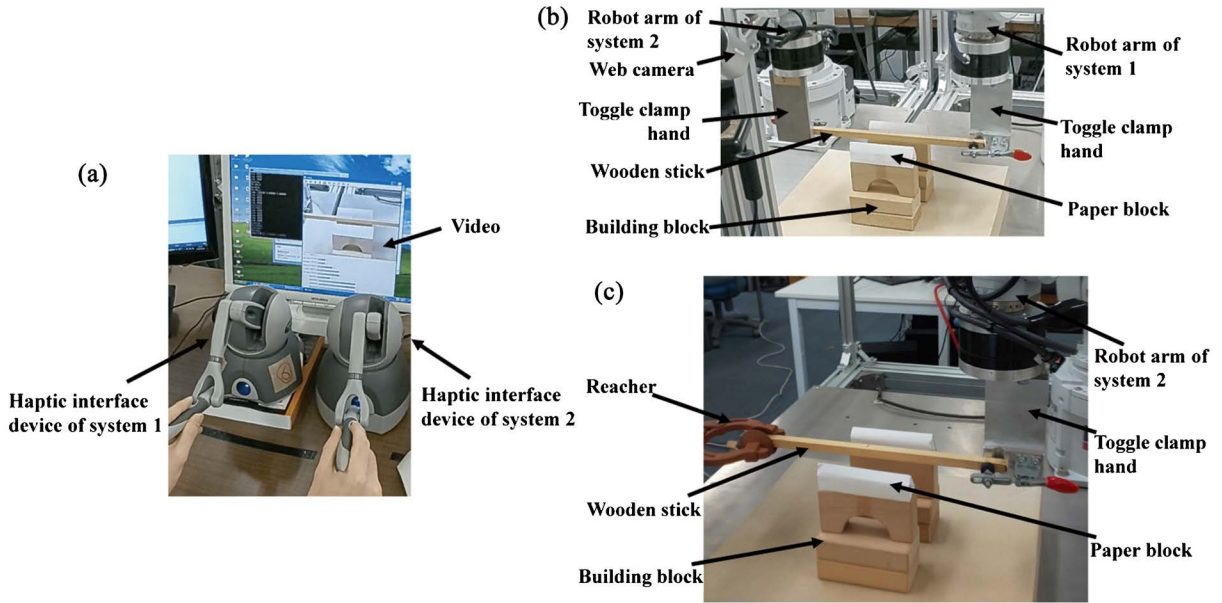 (a)
Video
Haptic interface
device of system 1
Haptic interface
device of system 2
(b)
Robot arm of
system 2
Web camera
Toggle clamp
hand
Wooden stick
Building block
Robot arm of
system 1
Toggle clamp
hand
Paper block
(c)
Reacher
Wooden stick
Building block
Robot arm of
system 2
Toggle clamp
hand
Paper block